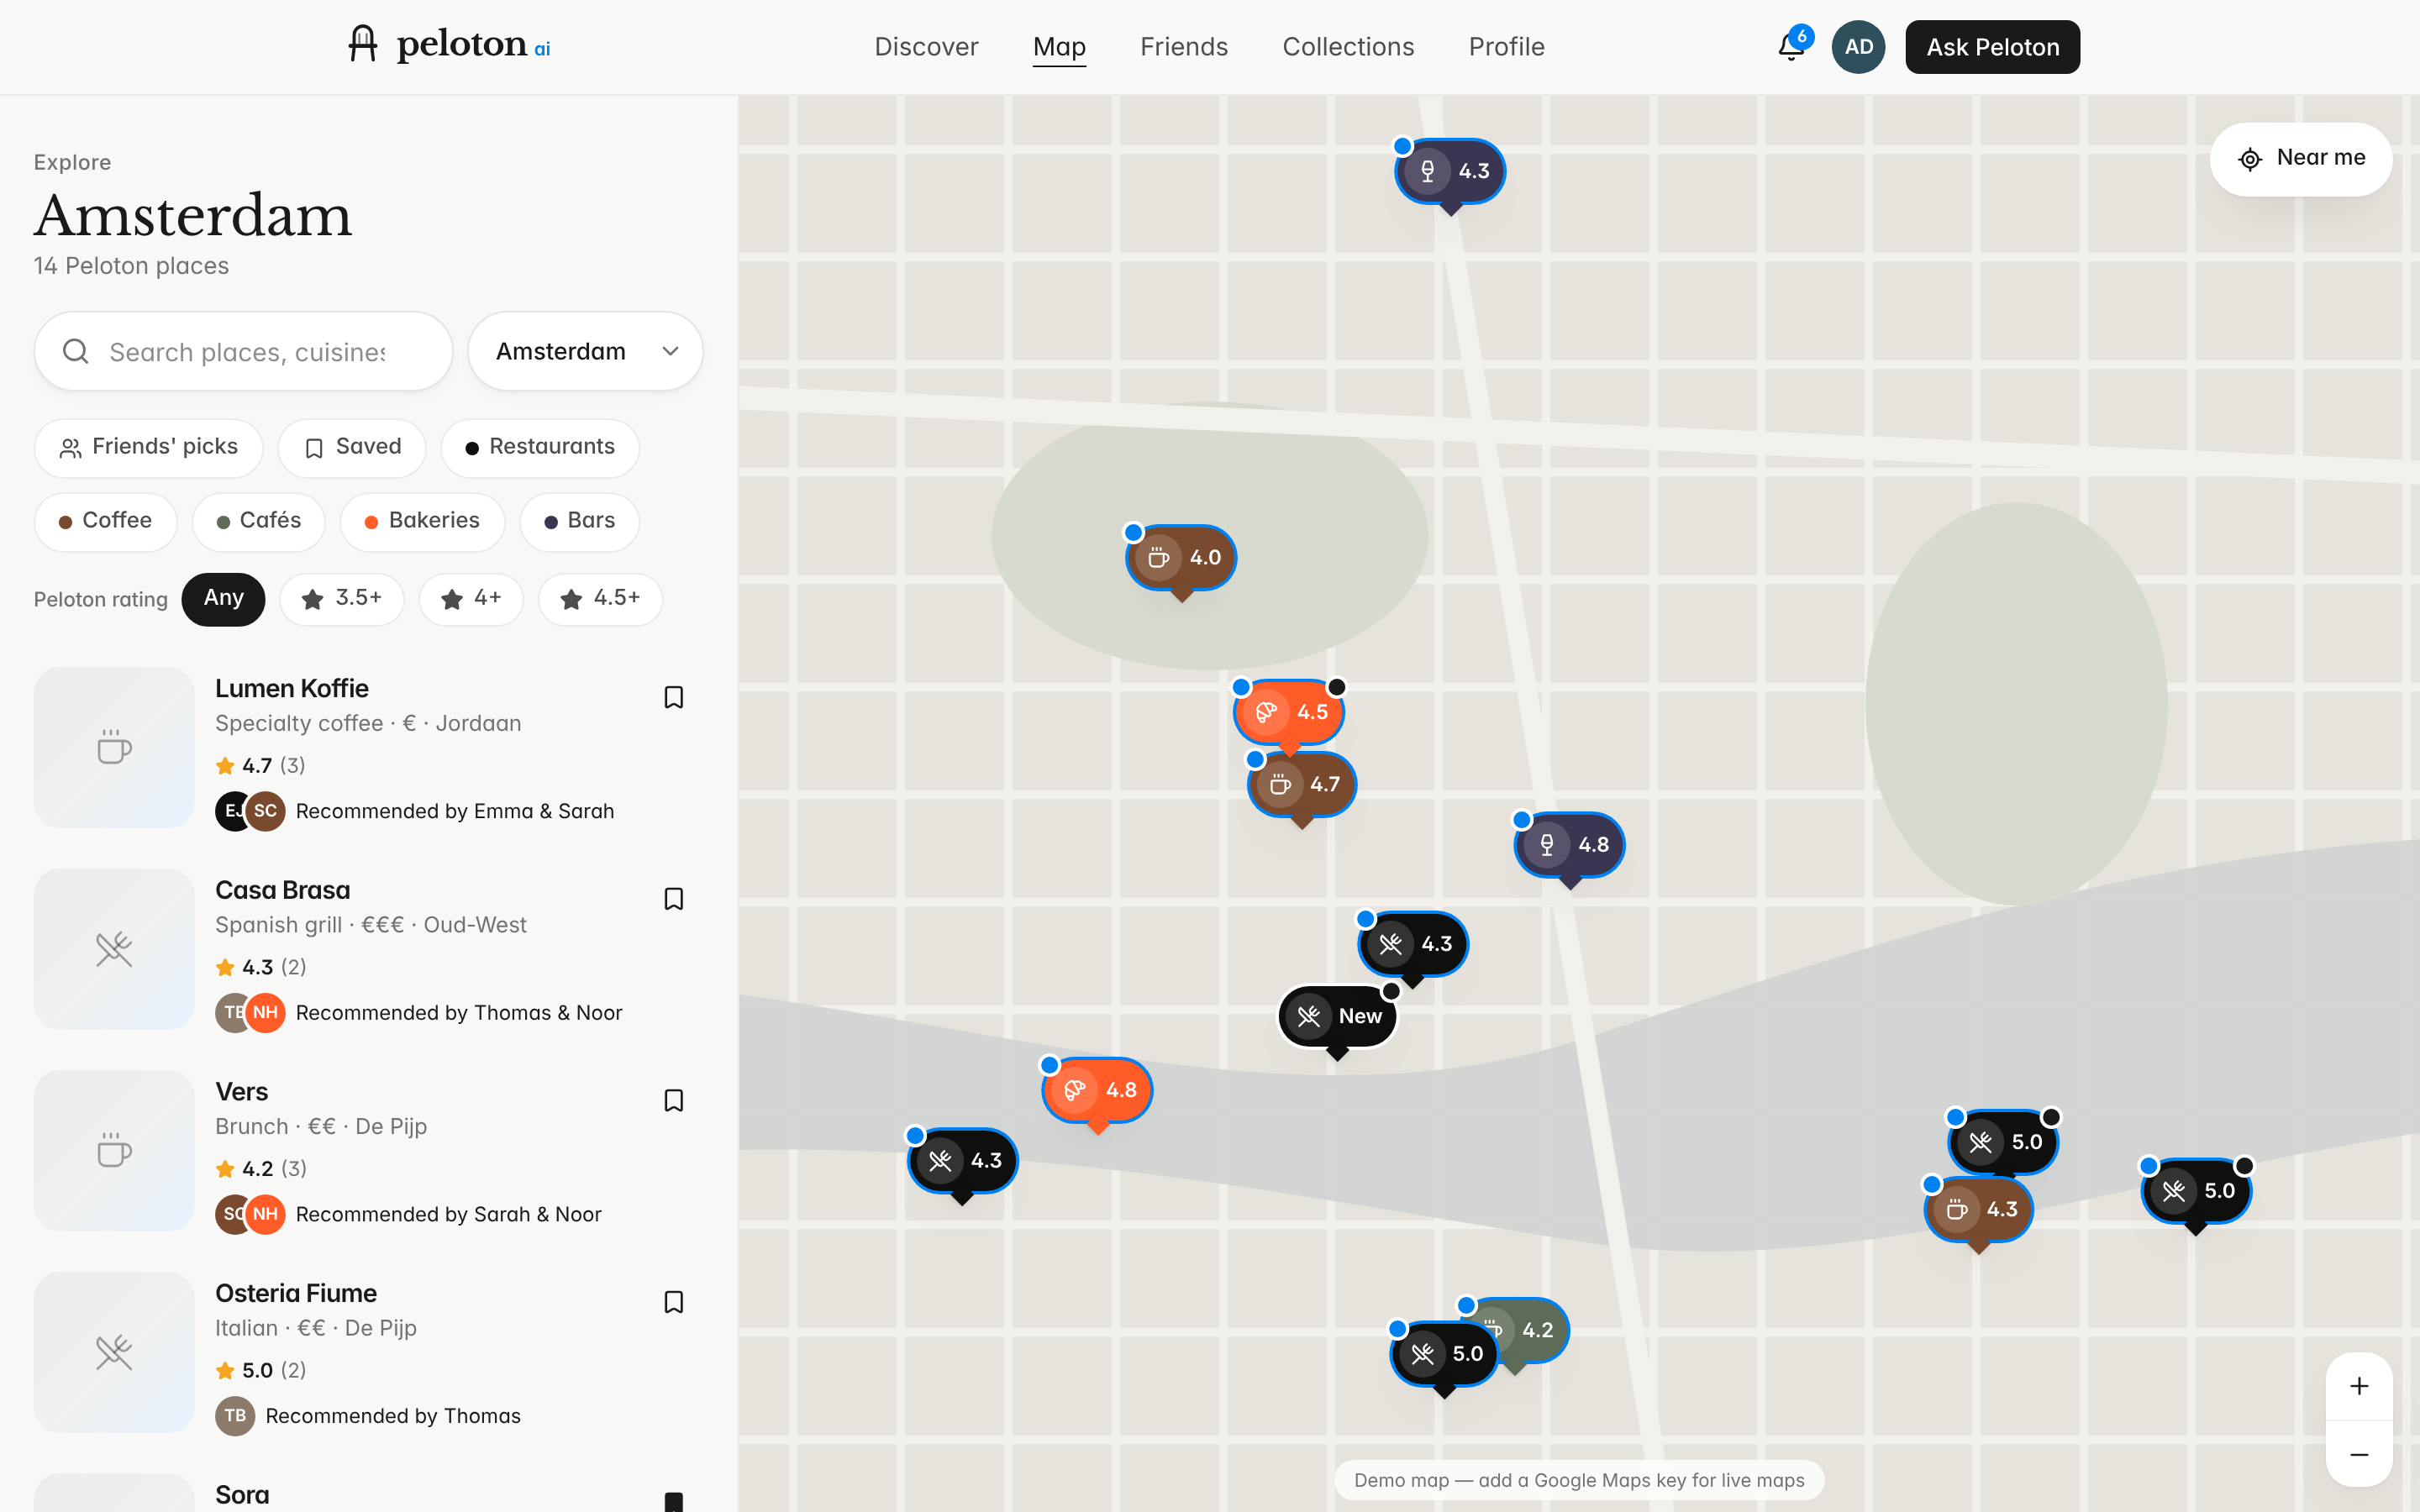 peloton ai
Discover
Map
Friends
Collections
Profile
6
AD
Ask Peloton
Explore
Amsterdam
14 Peloton places
Search places, cuisines
Amsterdam
Friends' picks
Saved
Restaurants
Coffee
Cafés
Bakeries
Bars
Peloton rating
Any
3.5+
4+
4.5+
Lumen Koffie
Specialty coffee · € · Jordaan
4.7 (3)
EJ SC Recommended by Emma & Sarah
Casa Brasa
Spanish grill · €€€ · Oud-West
4.3 (2)
TB NH Recommended by Thomas & Noor
Vers
Brunch · €€ · De Pijp
4.2 (3)
SC NH Recommended by Sarah & Noor
Osteria Fiume
Italian · €€ · De Pijp
5.0 (2)
TB Recommended by Thomas
Sora
Near me
4.3
4.0
4.5
4.7
4.8
4.3
New
4.8
4.3
5.0
4.3
5.0
4.2
5.0
+
−
Demo map — add a Google Maps key for live maps